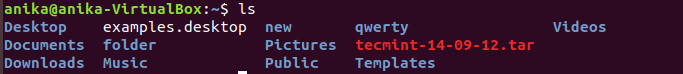 anika@anika-VirtualBox:~$ ls
Desktop examples.desktop new qwerty Videos
Documents folder Pictures tecmint-14-09-12.tar
Downloads Music Public Templates